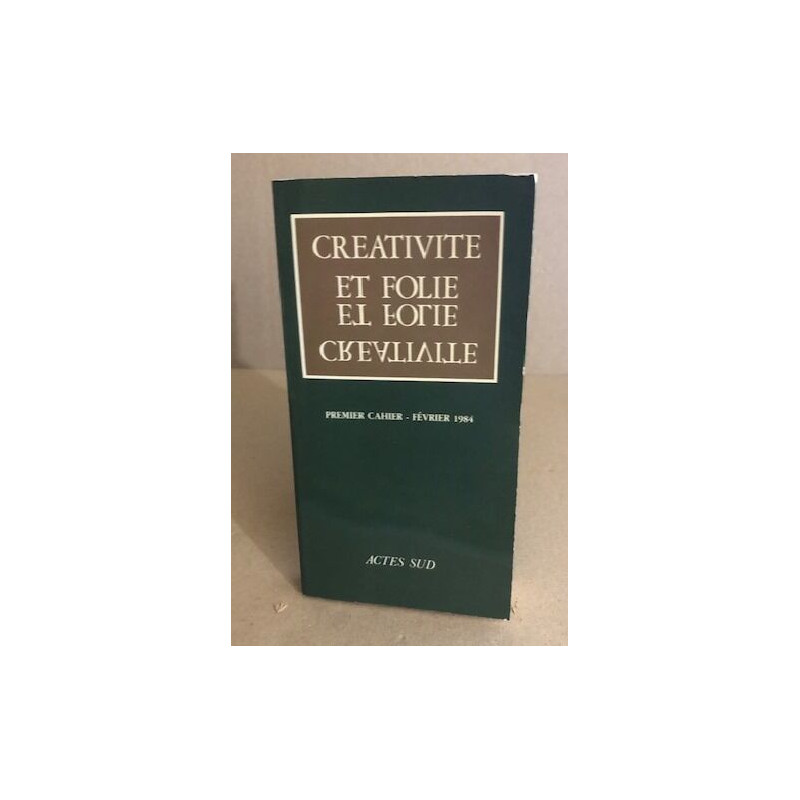 CREATIVITE
ET FOLIE
ET FOLIE
CREATIVITE
PREMIER CAHIER - FÉVRIER 1984
ACTES SUD